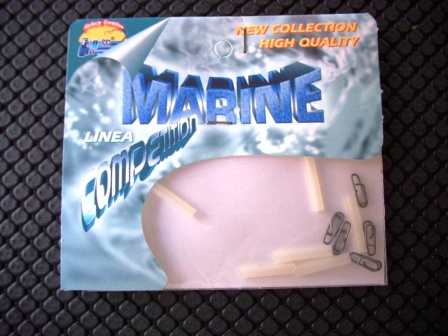 NEW COLLECTION
HIGH QUALITY
MARINE
LINEA
COMPETITION